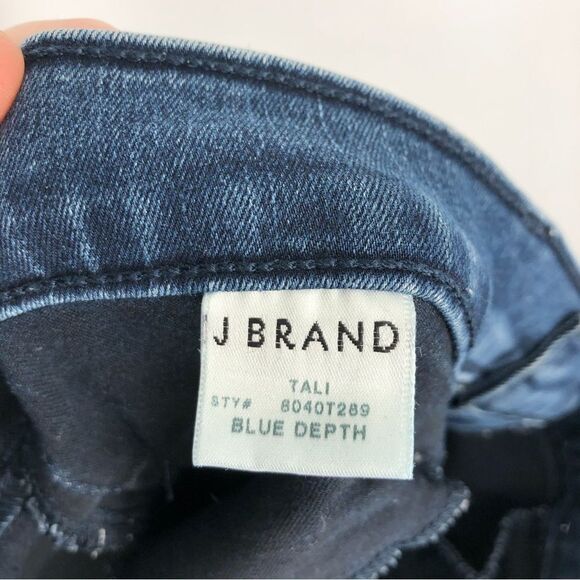 J BRAND
TALI
STY# 8040T289
BLUE DEPTH